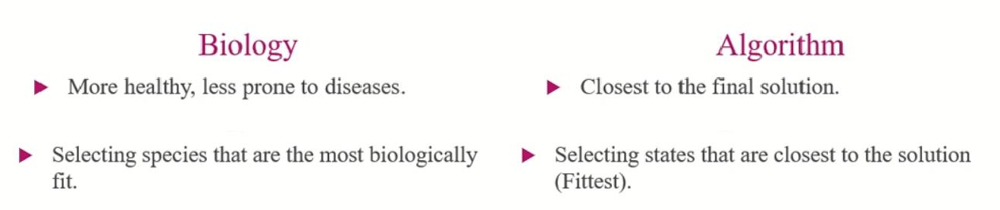 Biology
More healthy, less prone to diseases.
Selecting species that are the most biologically
fit.
Algorithm
Closest to the final solution.
Selecting states that are closest to the solution
(Fittest).